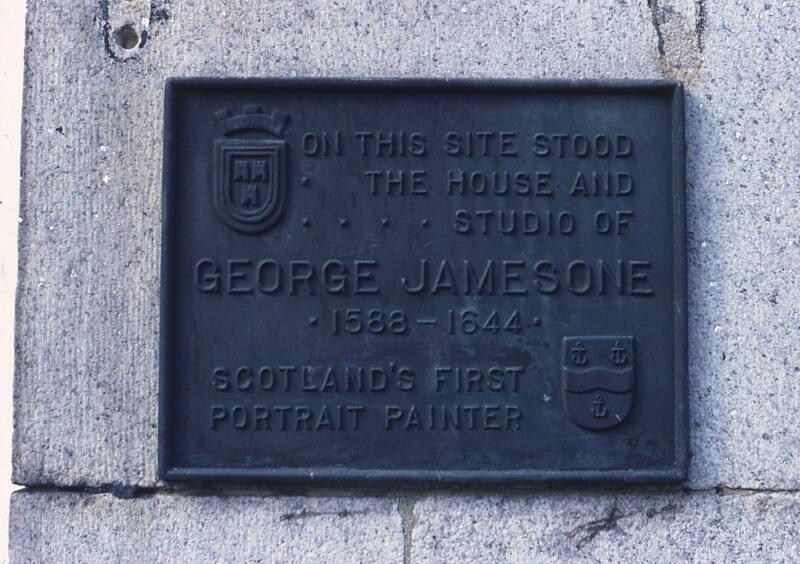 ON THIS SITE STOOD
· THE HOUSE AND
· · · · STUDIO OF
GEORGE JAMESONE
· 1588 – 1644 ·
SCOTLAND'S FIRST ·
PORTRAIT PAINTER